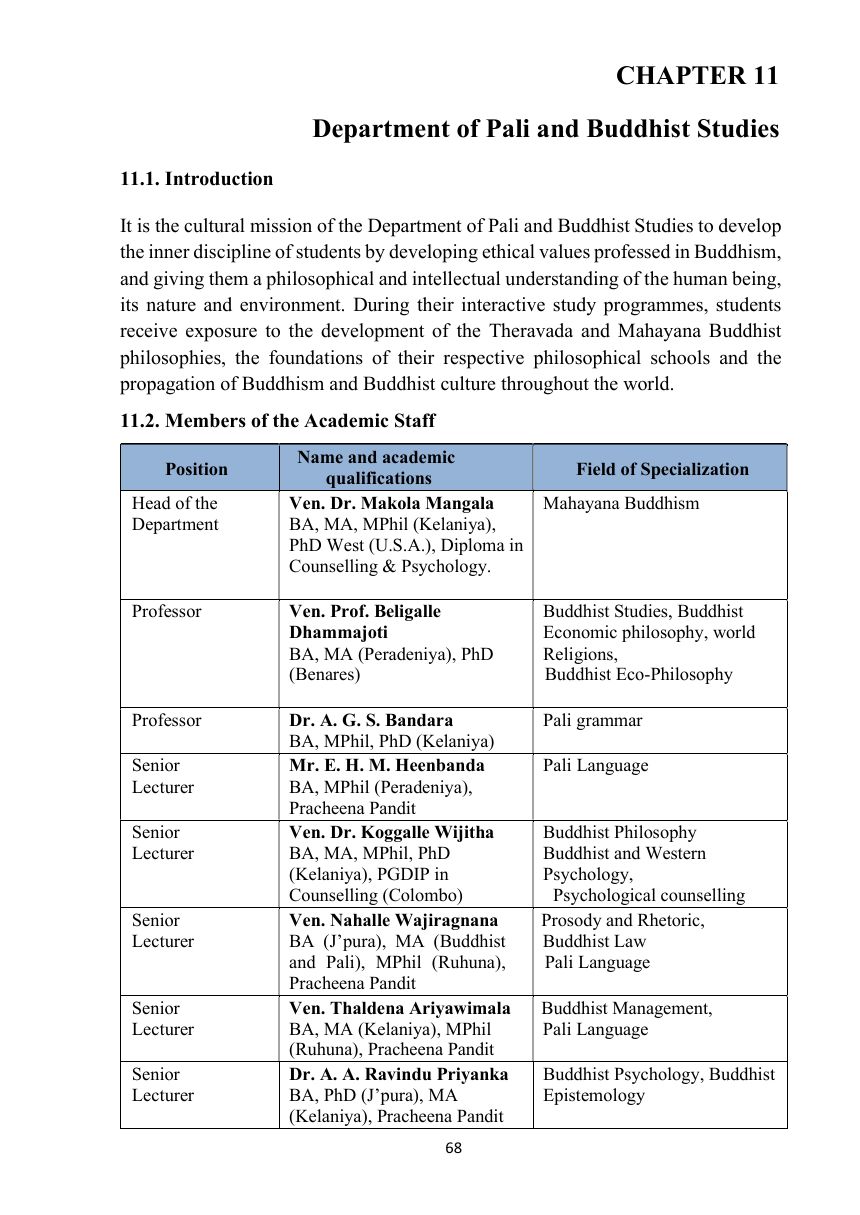 CHAPTER 11
Department of Pali and Buddhist Studies
11.1. Introduction
It is the cultural mission of the Department of Pali and Buddhist Studies to develop
the inner discipline of students by developing ethical values professed in Buddhism,
and giving them a philosophical and intellectual understanding of the human being,
its nature and environment. During their interactive study programmes, students
receive exposure to the development of the Theravada and Mahayana Buddhist
philosophies, the foundations of their respective philosophical schools and the
propagation of Buddhism and Buddhist culture throughout the world.
11.2. Members of the Academic Staff
Position
Name and academic
qualifications
Field of Specialization
Head of the
Department
Ven. Dr. Makola Mangala
BA, MA, MPhil (Kelaniya),
PhD West (U.S.A.), Diploma in
Counselling & Psychology.
Mahayana Buddhism
Professor
Ven. Prof. Beligalle
Dhammajoti
BA, MA (Peradeniya), PhD
(Benares)
Buddhist Studies, Buddhist
Economic philosophy, world
Religions,
Buddhist Eco-Philosophy
Professor
Dr. A. G. S. Bandara
BA, MPhil, PhD (Kelaniya)
Pali grammar
Senior
Lecturer
Mr. E. H. M. Heenbanda
BA, MPhil (Peradeniya),
Pracheena Pandit
Pali Language
Senior
Lecturer
Ven. Dr. Koggalle Wijitha
BA, MA, MPhil, PhD
(Kelaniya), PGDIP in
Counselling (Colombo)
Buddhist Philosophy
Buddhist and Western
Psychology,
Psychological counselling
Senior
Lecturer
Ven. Nahalle Wajiragnana
BA (J’pura), MA (Buddhist
and Pali), MPhil (Ruhuna),
Pracheena Pandit
Prosody and Rhetoric,
Buddhist Law
Pali Language
Senior
Lecturer
Ven. Thaldena Ariyawimala
BA, MA (Kelaniya), MPhil
(Ruhuna), Pracheena Pandit
Buddhist Management,
Pali Language
Senior
Lecturer
Dr. A. A. Ravindu Priyanka
BA, PhD (J’pura), MA
(Kelaniya), Pracheena Pandit
Buddhist Psychology, Buddhist
Epistemology
68